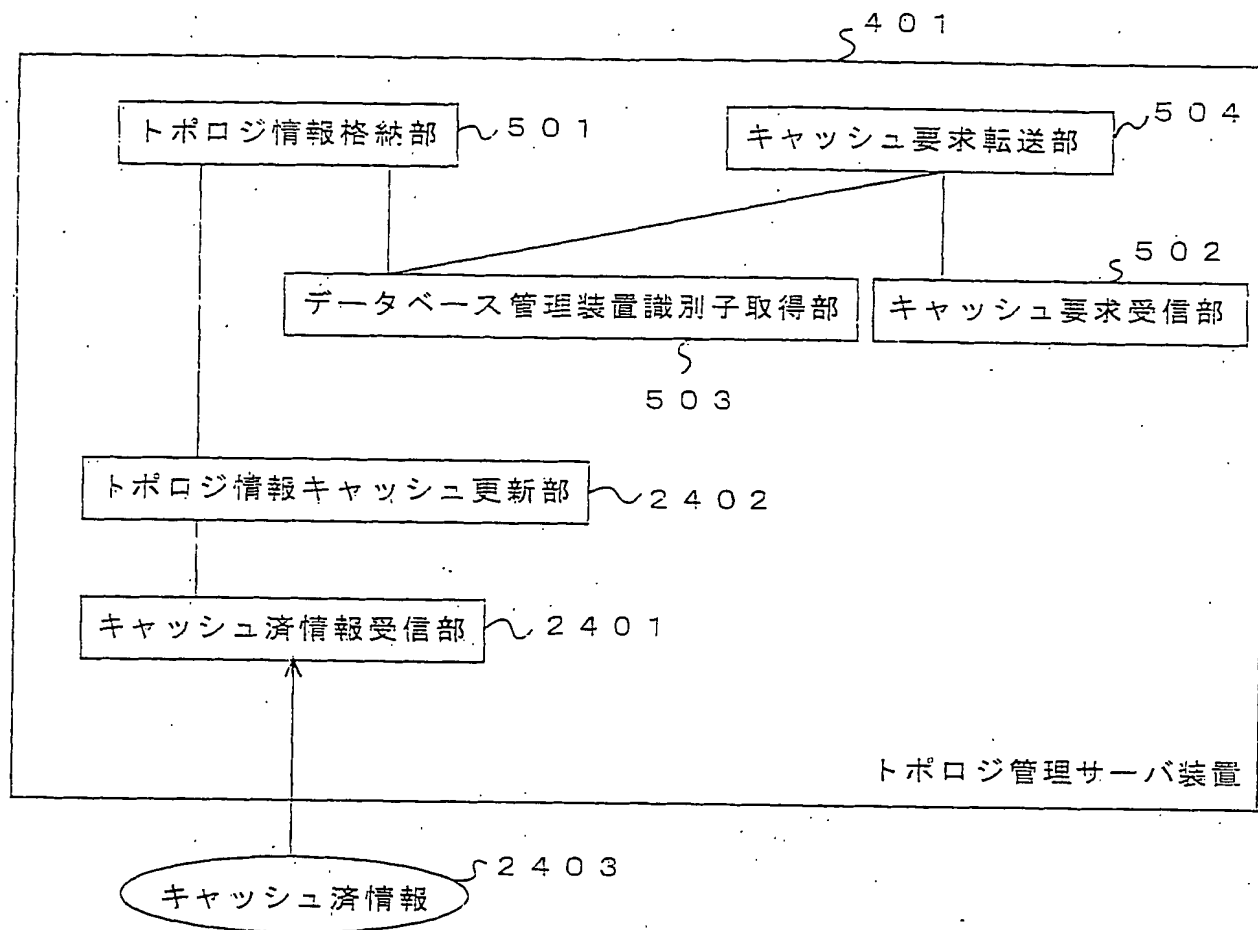 401
トポロジ情報格納部
501
キャッシュ要求転送部
504
502
データベース管理装置識別子取得部
キャッシュ要求受信部
503
トポロジ情報キャッシュ更新部
2402
キャッシュ済情報受信部
2401
トポロジ管理サーバ装置
2403
キャッシュ済情報